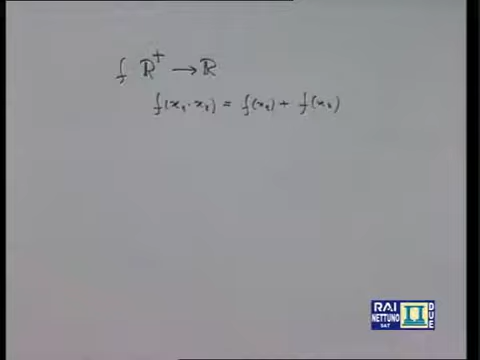 f ℝ⁺ → ℝ
f(x₁·x₂) = f(x₁) + f(x₂)
RAI
NETTUNO
SAT
DUE